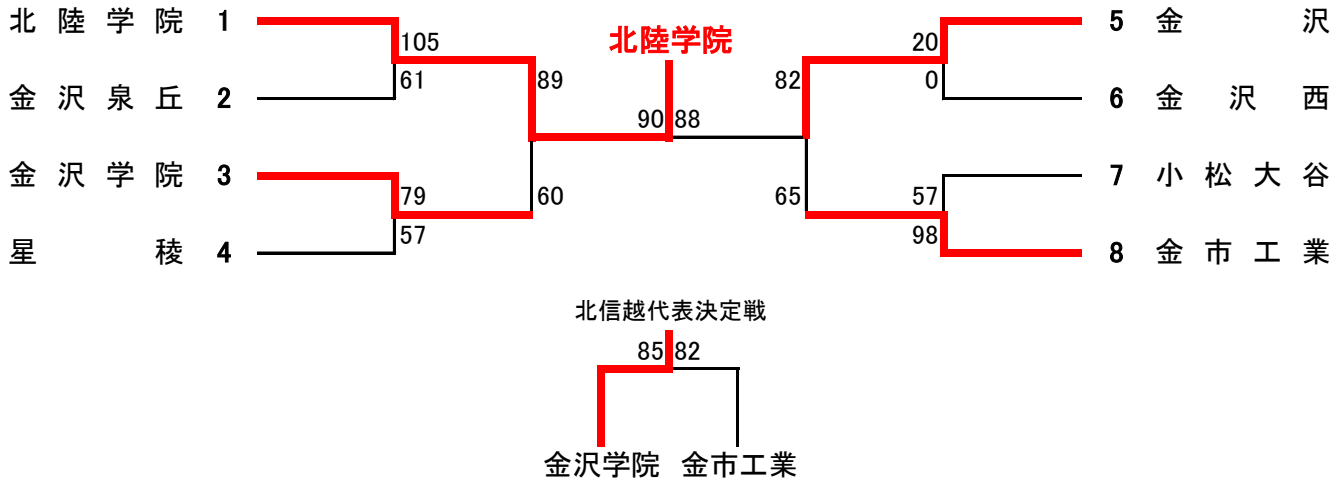 北陸学院 1 105 北陸学院 20 5 金沢
61 89 82 0
金沢泉丘 2 90 88 6 金沢西
金沢学院 3 79 60 65 57 7 小松大谷
星稜 4 57 98 8 金市工業
北信越代表決定戦
85 82
金沢学院 金市工業